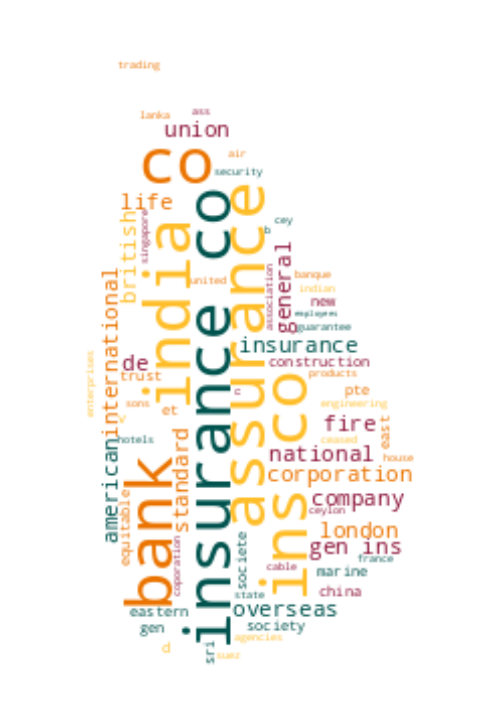 trading
lanka
ass
union
co
air
security
life
british
singapore
india
insurance co
assurance
cey
b
general
association
united
banque
indian
new
employees
guarantee
international
insurance
de
trust
construction
products
enterprises
sons
et
c
ins co
pte
engineering
fire
east
v
hotels
american
standard
bank
ceased
national
house
corporation
equitable
company
ceylon
london
gen ins
coporation
societe
france
cable
marine
state
china
eastern
overseas
gen
society
agencies
d
sri
suez